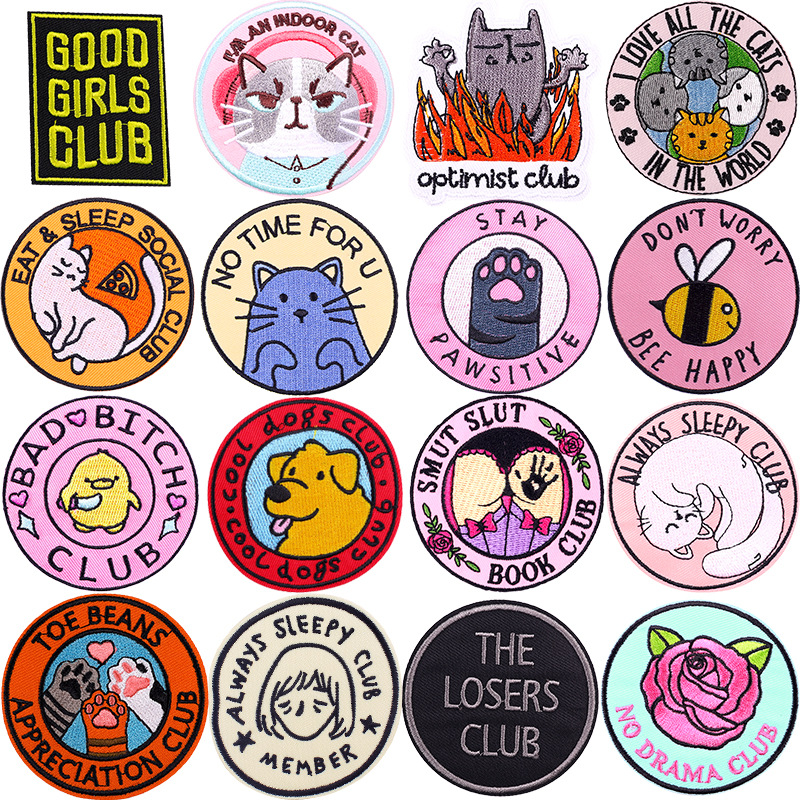 GOOD
GIRLS
CLUB
I'M AN INDOOR CAT
optimist club
I LOVE ALL THE CATS
IN THE WORLD
EAT & SLEEP SOCIAL CLUB
NO TIME FOR U
STAY
PAWSITIVE
DON'T WORRY
BEE HAPPY
BAD BITCH
CLUB
cool dogs club
cool dogs club
SMUT SLUT
BOOK CLUB
ALWAYS SLEEPY CLUB
TOE BEANS
APPRECIATION CLUB
ALWAYS SLEEPY CLUB
MEMBER
THE
LOSERS
CLUB
NO DRAMA CLUB